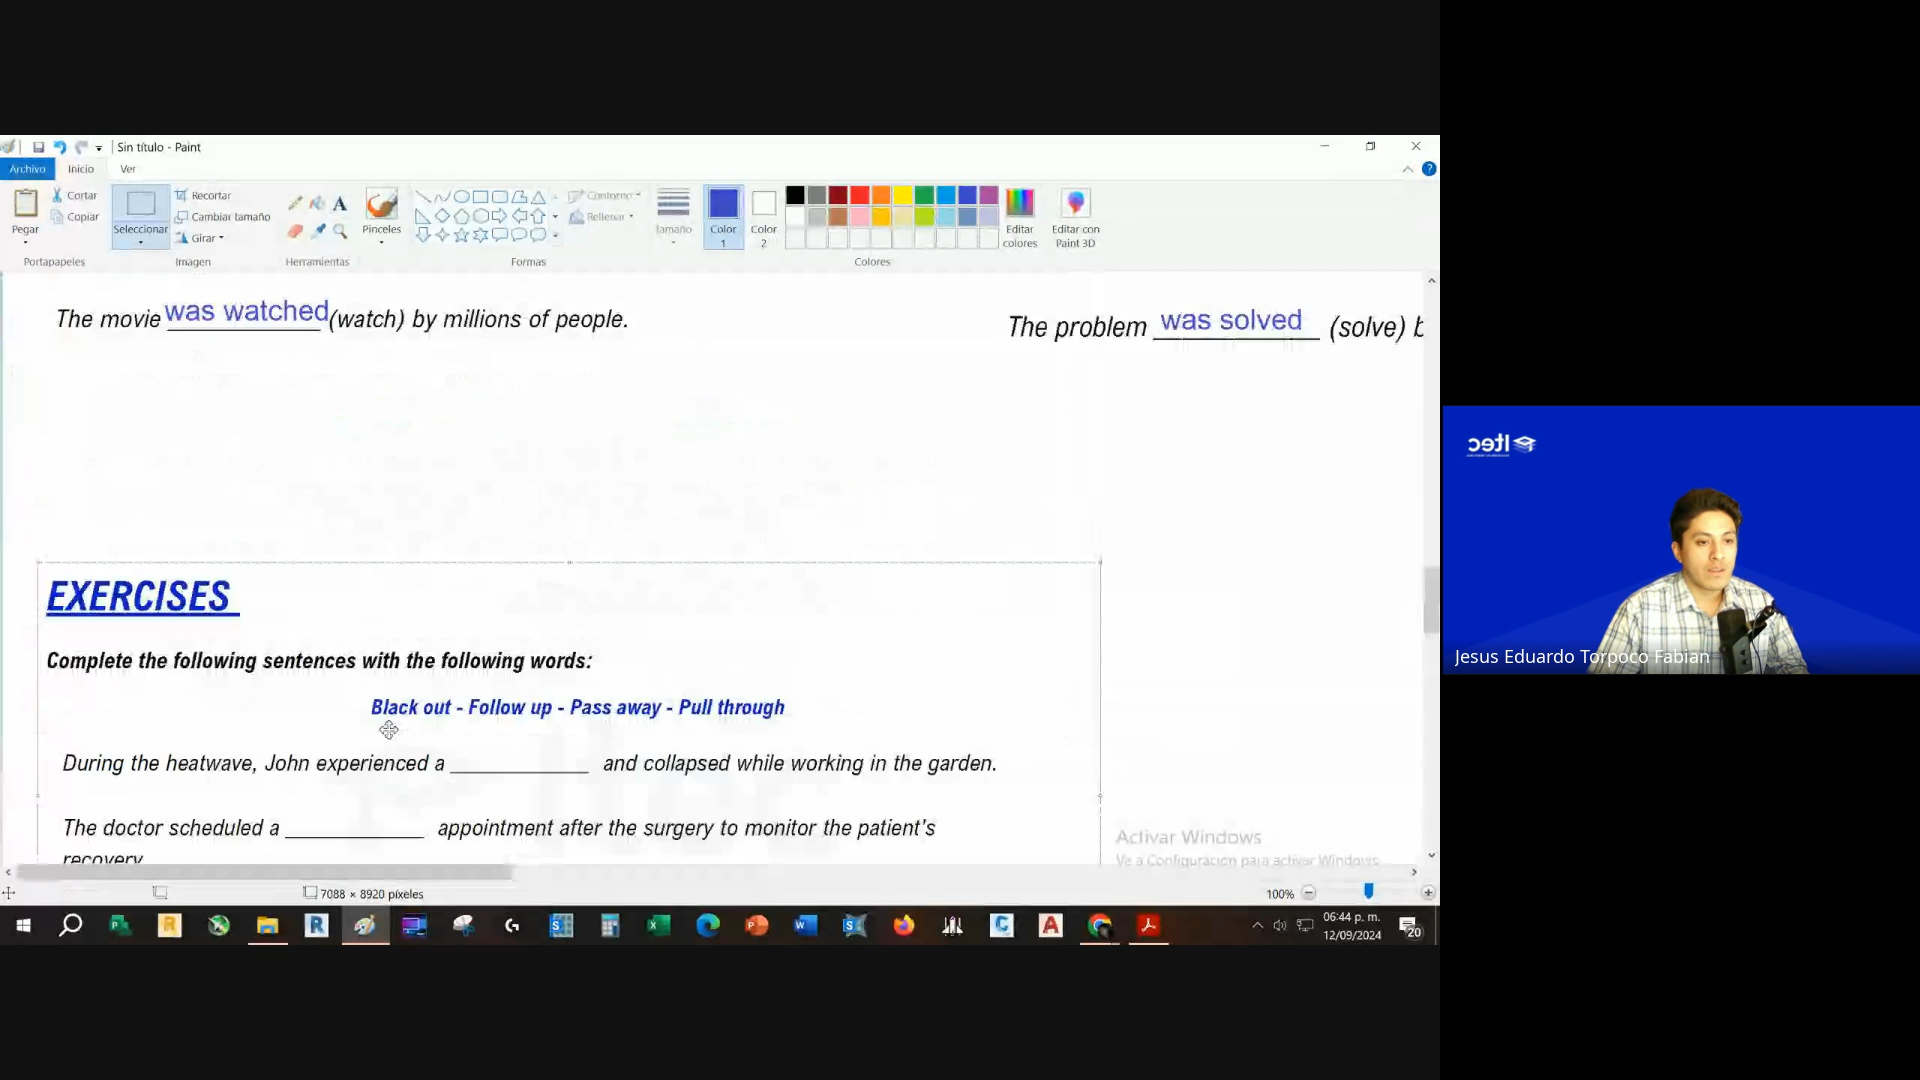 Sin título - Paint
Archivo Inicio Ver
Pegar
Cortar
Copiar
Portapapeles
Seleccionar
Recortar
Cambiar tamaño
Girar
Imagen
A
Herramientas
Pinceles
Contorno
Rellenar
Formas
Tamaño
Color 1
Color 2
Editar colores
Editar con Paint 3D
Colores
The movie was watched (watch) by millions of people.
The problem was solved (solve) b
EXERCISES
Complete the following sentences with the following words:
Black out - Follow up - Pass away - Pull through
During the heatwave, John experienced a ____________ and collapsed while working in the garden.
The doctor scheduled a ____________ appointment after the surgery to monitor the patient's
recovery
Activar Windows
Ve a Configuración para activar Windows.
7088 × 8920 píxeles
100%
06:44 p. m.
12/09/2024
20
Itec
Jesus Eduardo Torpoco Fabian